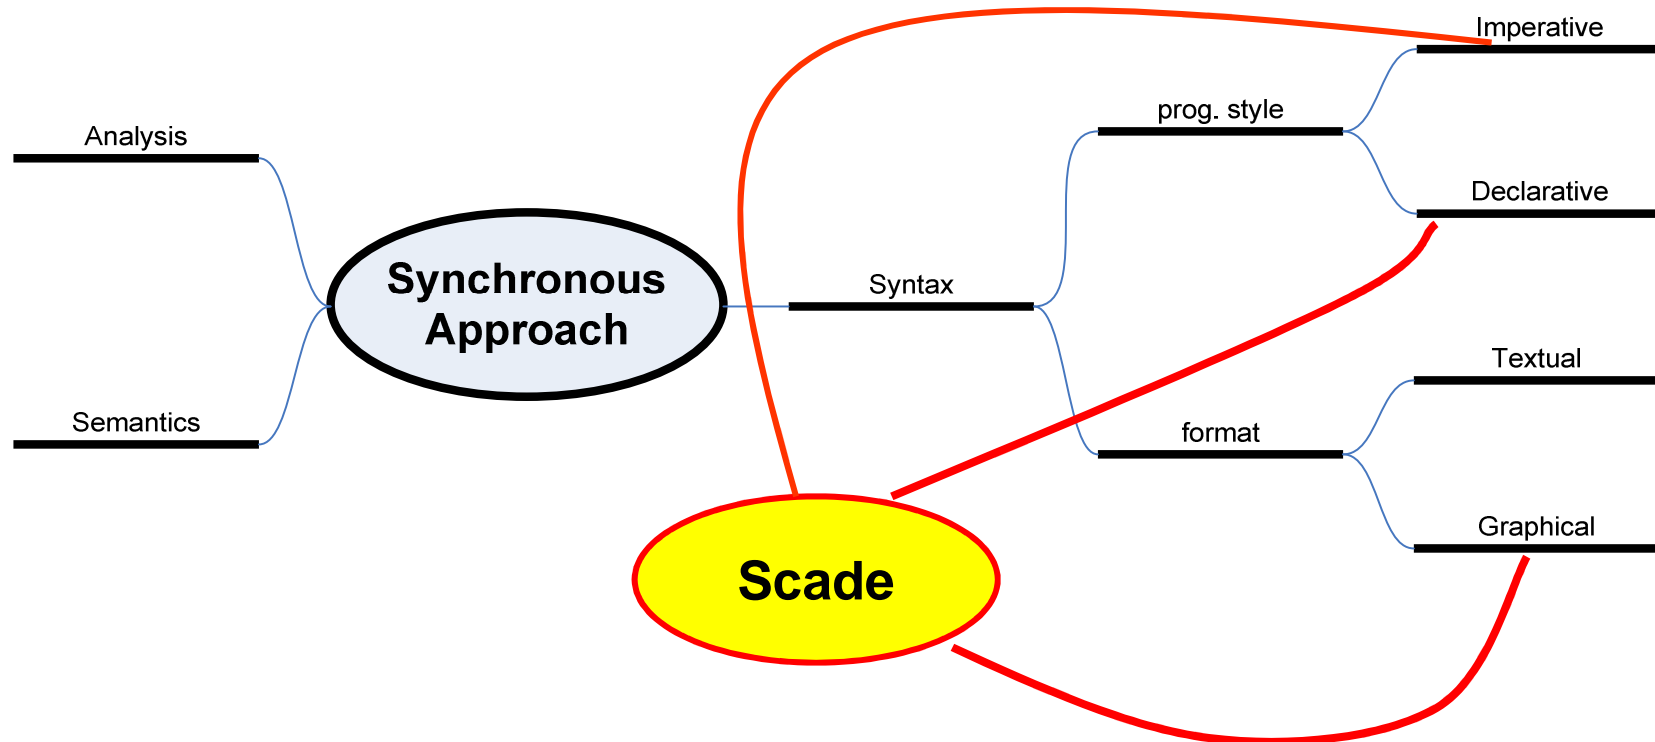 Imperative
prog. style
Analysis
Declarative
Synchronous
Approach
Syntax
Textual
Semantics
format
Graphical
Scade